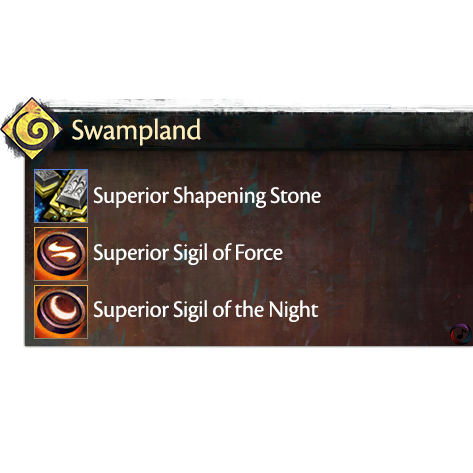 Swampland
Superior Shapening Stone
Superior Sigil of Force
Superior Sigil of the Night